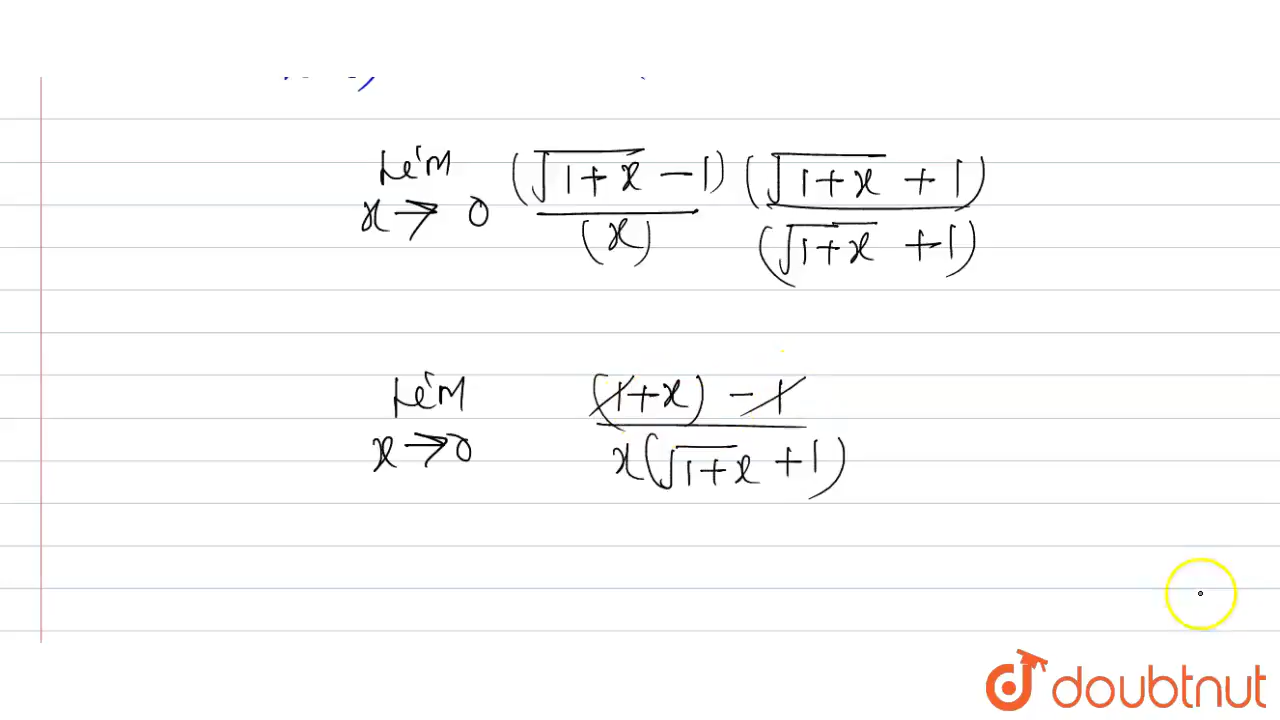 Lim (√1+x - 1) (√1+x + 1)
x → 0 (x) (√1+x + 1)
Lim (1+x) - 1
x → 0 x(√1+x + 1)
doubtnut